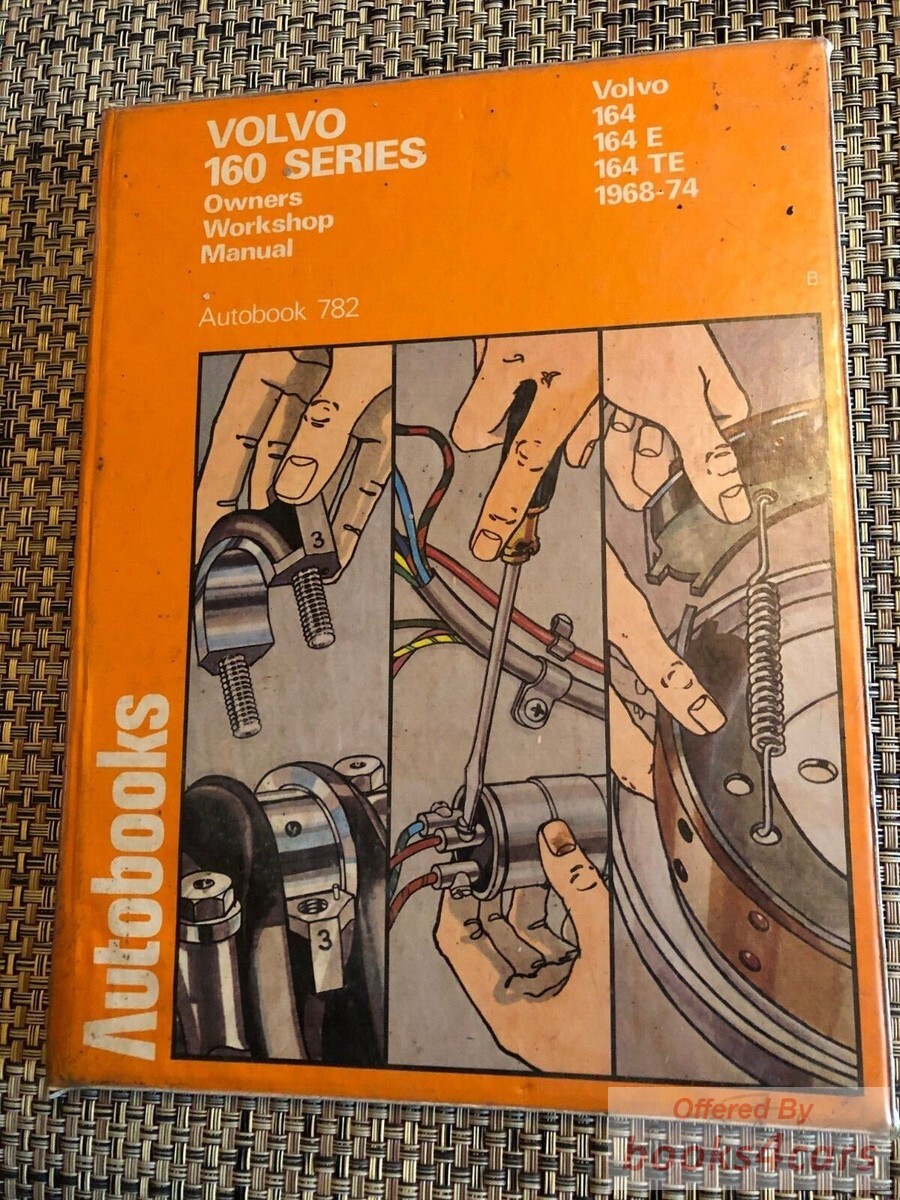 VOLVO
160 SERIES
Owners
Workshop
Manual
Autobook 782
Volvo
164
164 E
164 TE
1968-74
B
3
3
Autobooks
Offered By
books4cars